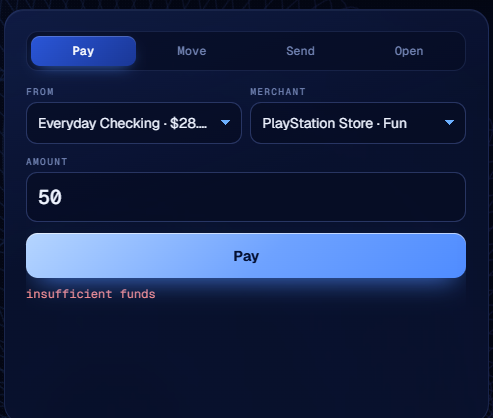 Pay Move Send Open
FROM MERCHANT
Everyday Checking · $28.... PlayStation Store · Fun
AMOUNT
50
Pay
insufficient funds